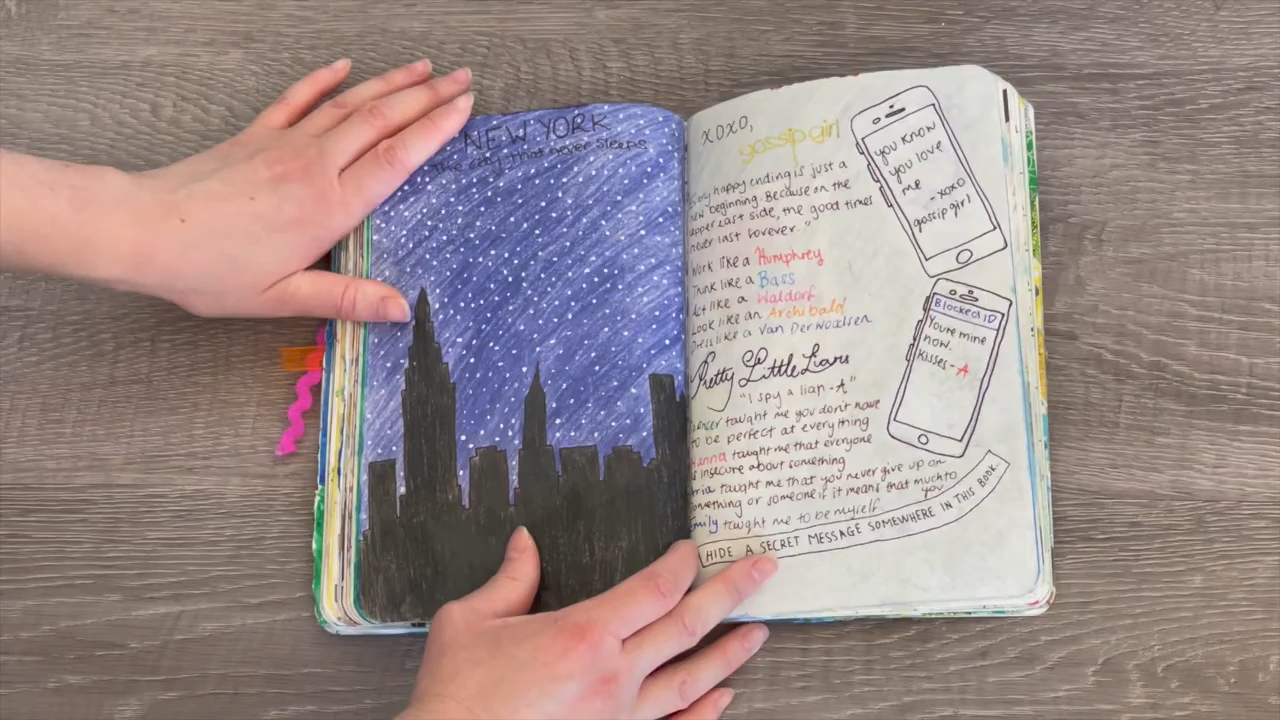 NEW YORK
The city that never sleeps
XOXO,
gossip girl
happy ending is just a
new beginning. Because on the
upper east side, the good times
never last forever."
Work like a Humphrey
Think like a Bass
Act like a Waldorf
Look like an Archibald
Dress like a Van Der Woodsen
Pretty Little Liars
"I spy a liar -A"
Spencer taught me you don't have
to be perfect at everything
Hanna taught me that everyone
is insecure about something
Aria taught me that you never give up on
something or someone if it means that much to
you
Emily taught me to be myself.
HIDE A SECRET MESSAGE SOMEWHERE IN THIS BOOK.
you know
you love
me
-xoxo
gossip girl
Blocked ID
You're mine
now.
Kisses-A